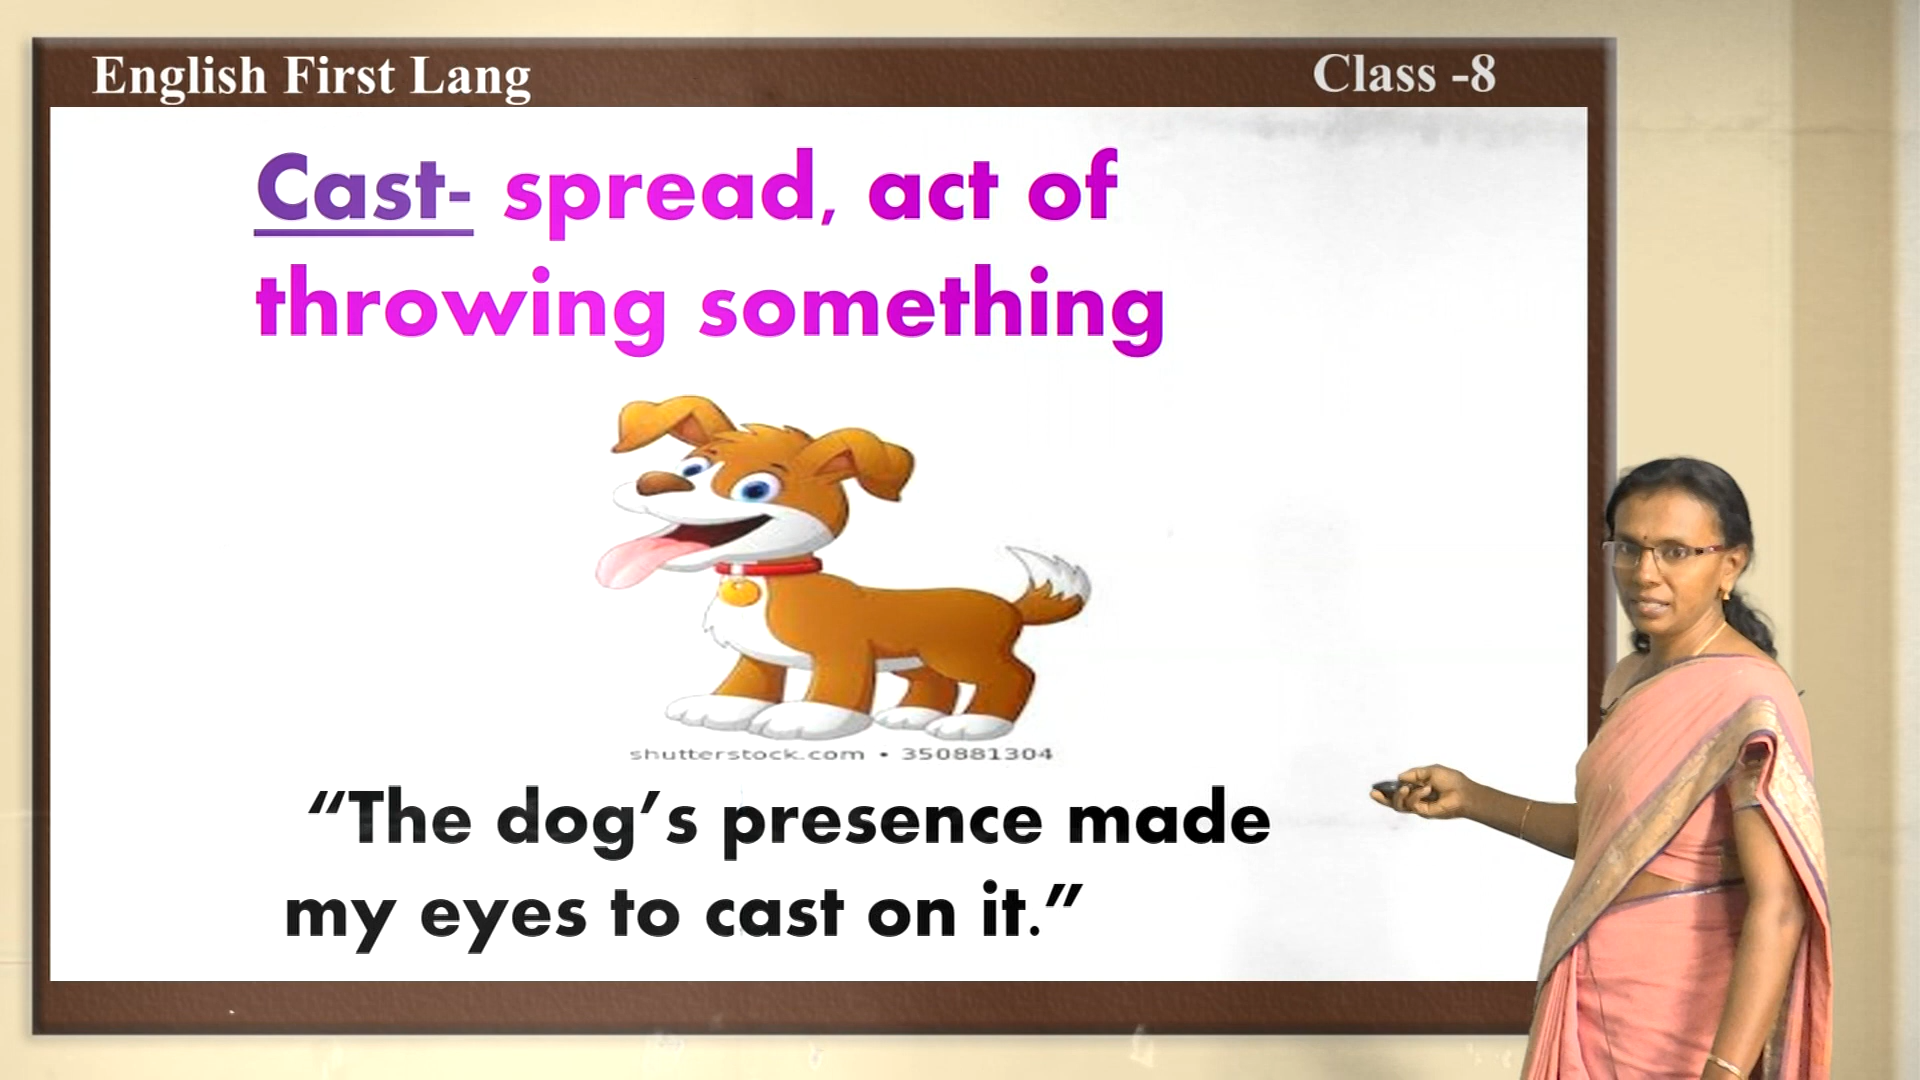 English First Lang
Class -8
Cast- spread, act of
throwing something
shutterstock.com • 350881304
“The dog’s presence made
my eyes to cast on it.”